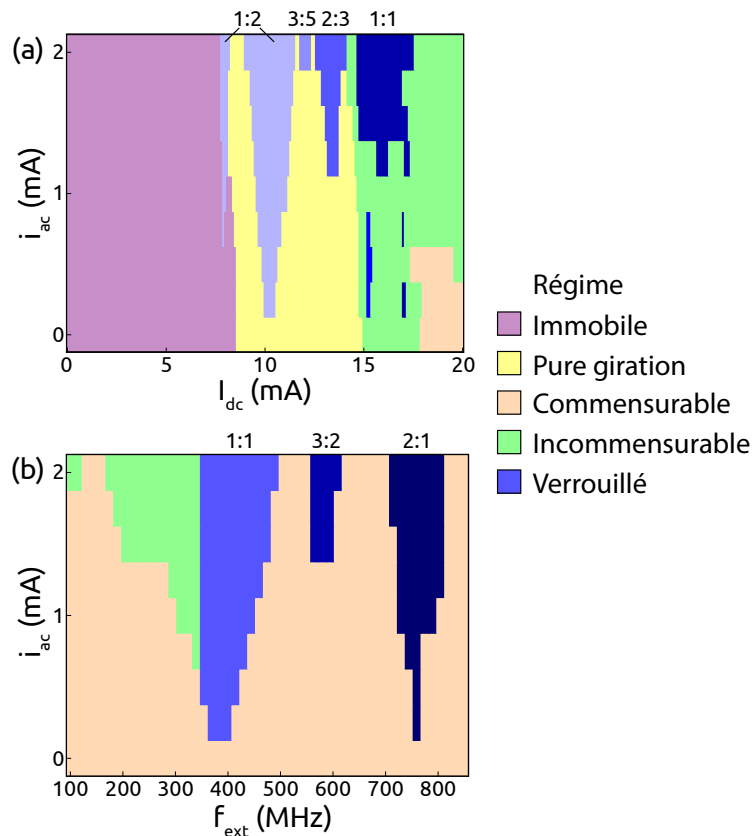 1:2 3:5 2:3 1:1
(a)
2
1
0
i_ac (mA)
0 5 10 15 20
I_dc (mA)
Régime
Immobile
Pure giration
Commensurable
Incommensurable
Verrouillé
1:1 3:2 2:1
(b)
2
1
0
i_ac (mA)
100 200 300 400 500 600 700 800
f_ext (MHz)